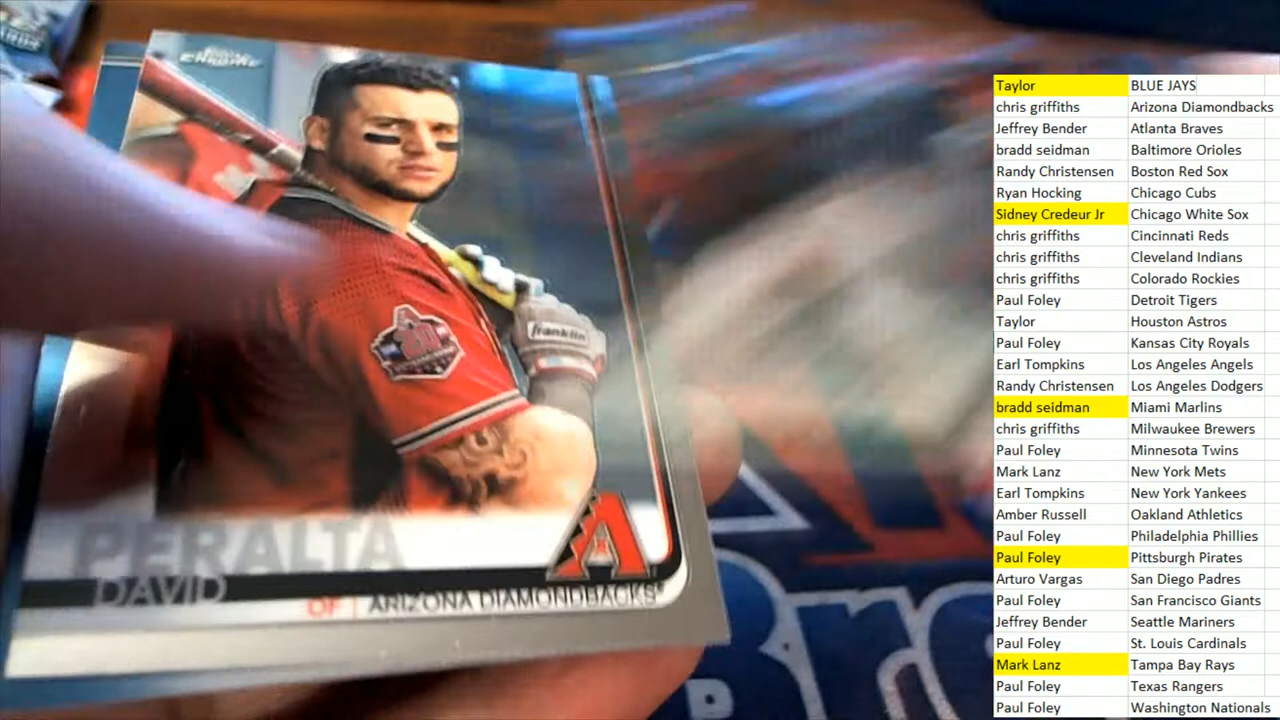 TOPPS CHROME
20
franklin
PERALTA
DAVID
OF | ARIZONA DIAMONDBACKS
Bre
Taylor BLUE JAYS
chris griffiths Arizona Diamondbacks
Jeffrey Bender Atlanta Braves
bradd seidman Baltimore Orioles
Randy Christensen Boston Red Sox
Ryan Hocking Chicago Cubs
Sidney Credeur Jr Chicago White Sox
chris griffiths Cincinnati Reds
chris griffiths Cleveland Indians
chris griffiths Colorado Rockies
Paul Foley Detroit Tigers
Taylor Houston Astros
Paul Foley Kansas City Royals
Earl Tompkins Los Angeles Angels
Randy Christensen Los Angeles Dodgers
bradd seidman Miami Marlins
chris griffiths Milwaukee Brewers
Paul Foley Minnesota Twins
Mark Lanz New York Mets
Earl Tompkins New York Yankees
Amber Russell Oakland Athletics
Paul Foley Philadelphia Phillies
Paul Foley Pittsburgh Pirates
Arturo Vargas San Diego Padres
Paul Foley San Francisco Giants
Jeffrey Bender Seattle Mariners
Paul Foley St. Louis Cardinals
Mark Lanz Tampa Bay Rays
Paul Foley Texas Rangers
Paul Foley Washington Nationals